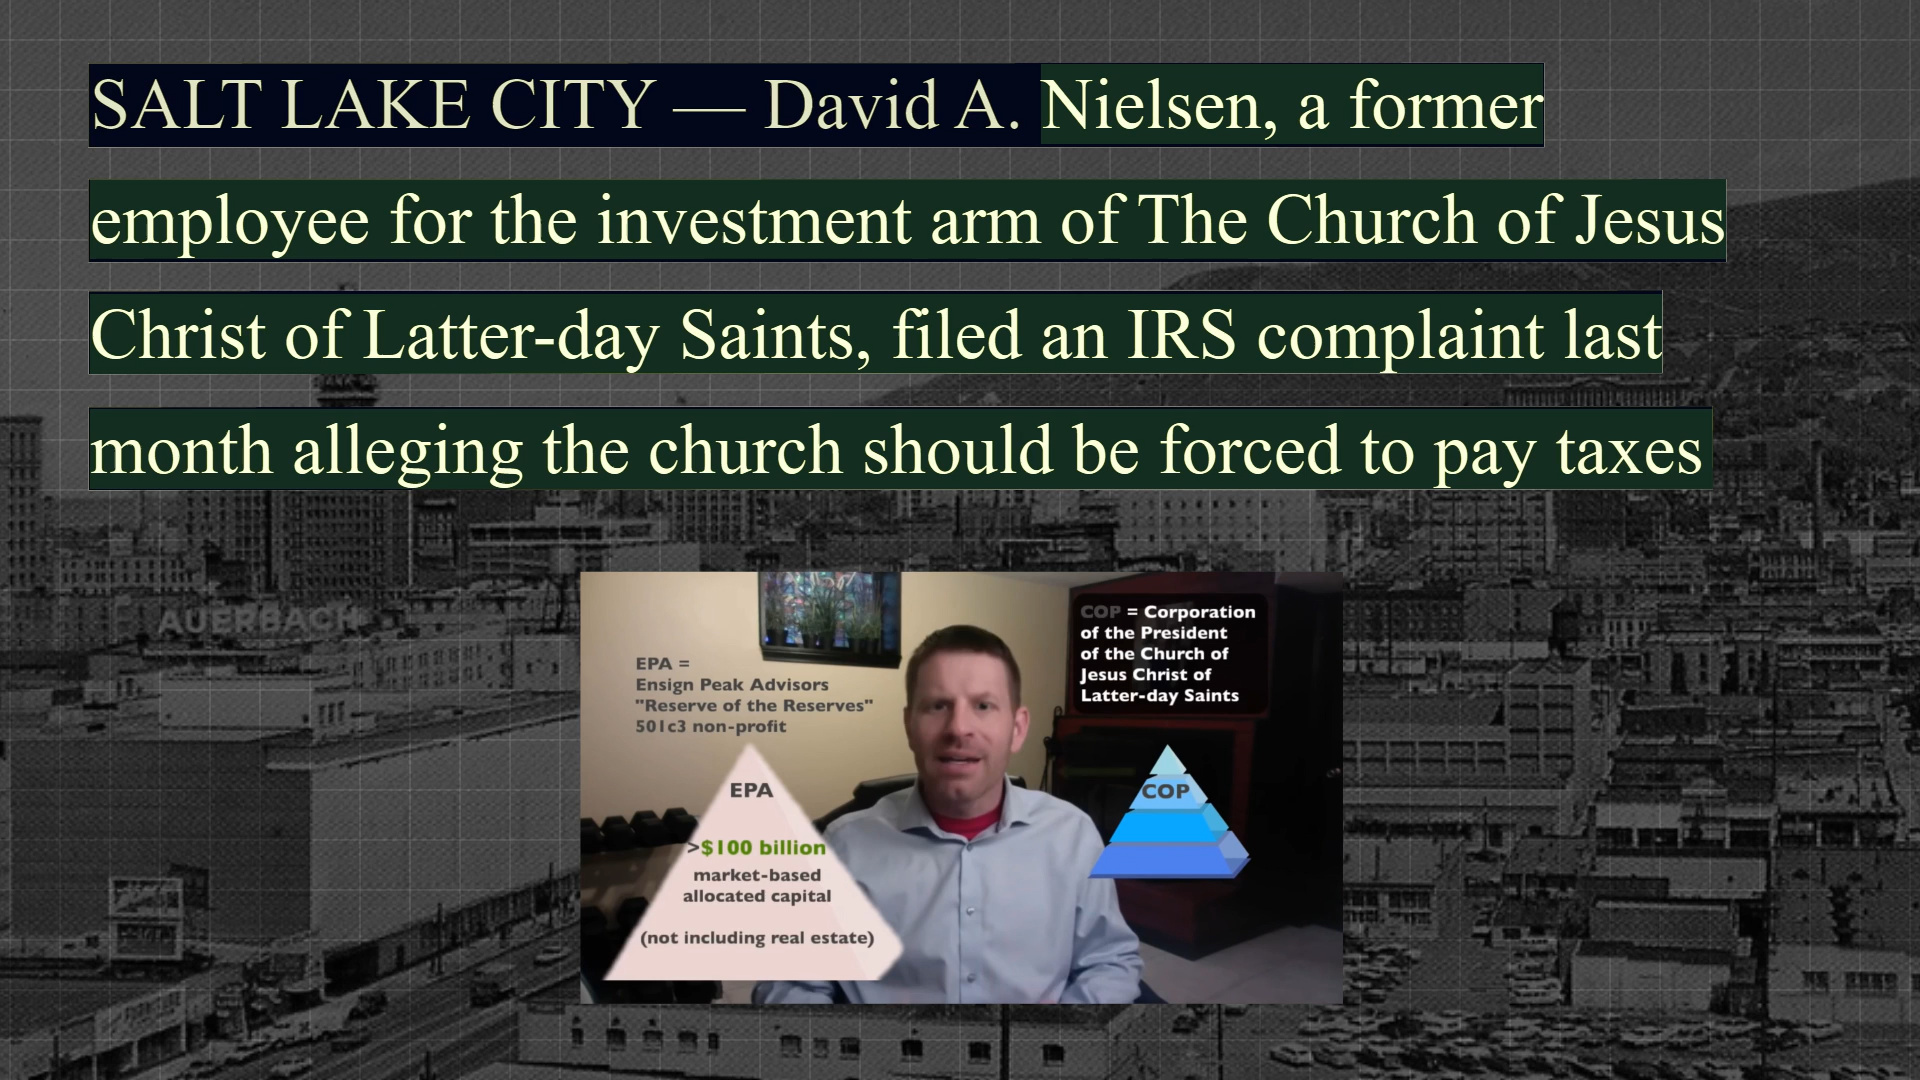 SALT LAKE CITY — David A. Nielsen, a former
employee for the investment arm of The Church of Jesus
Christ of Latter-day Saints, filed an IRS complaint last
month alleging the church should be forced to pay taxes
AUERBACH
EPA =
Ensign Peak Advisors
"Reserve of the Reserves"
501c3 non-profit
EPA
>$100 billion
market-based
allocated capital
(not including real estate)
COP = Corporation
of the President
of the Church of
Jesus Christ of
Latter-day Saints
COP